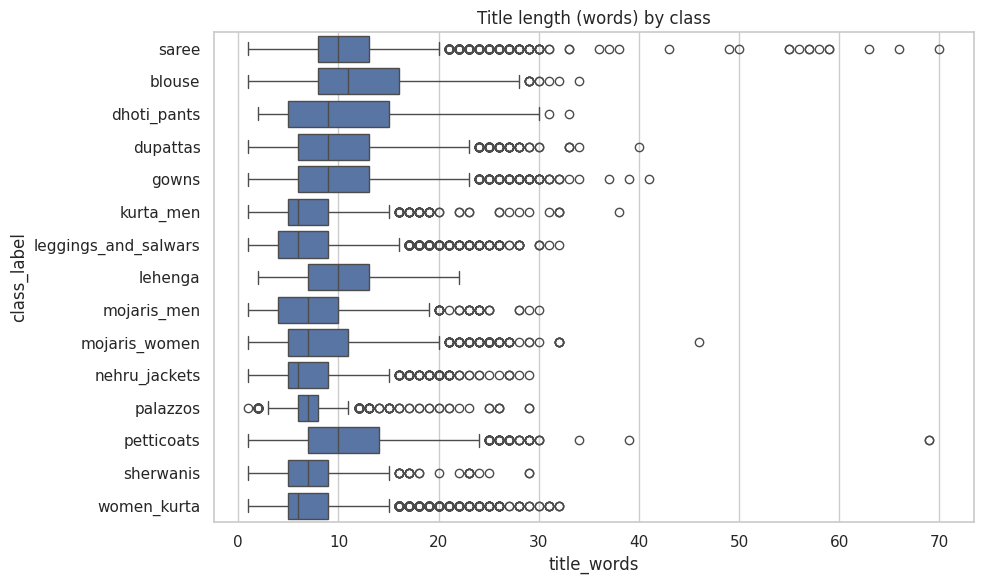 Title length (words) by class
class_label
saree
blouse
dhoti_pants
dupattas
gowns
kurta_men
leggings_and_salwars
lehenga
mojaris_men
mojaris_women
nehru_jackets
palazzos
petticoats
sherwanis
women_kurta
0 10 20 30 40 50 60 70
title_words